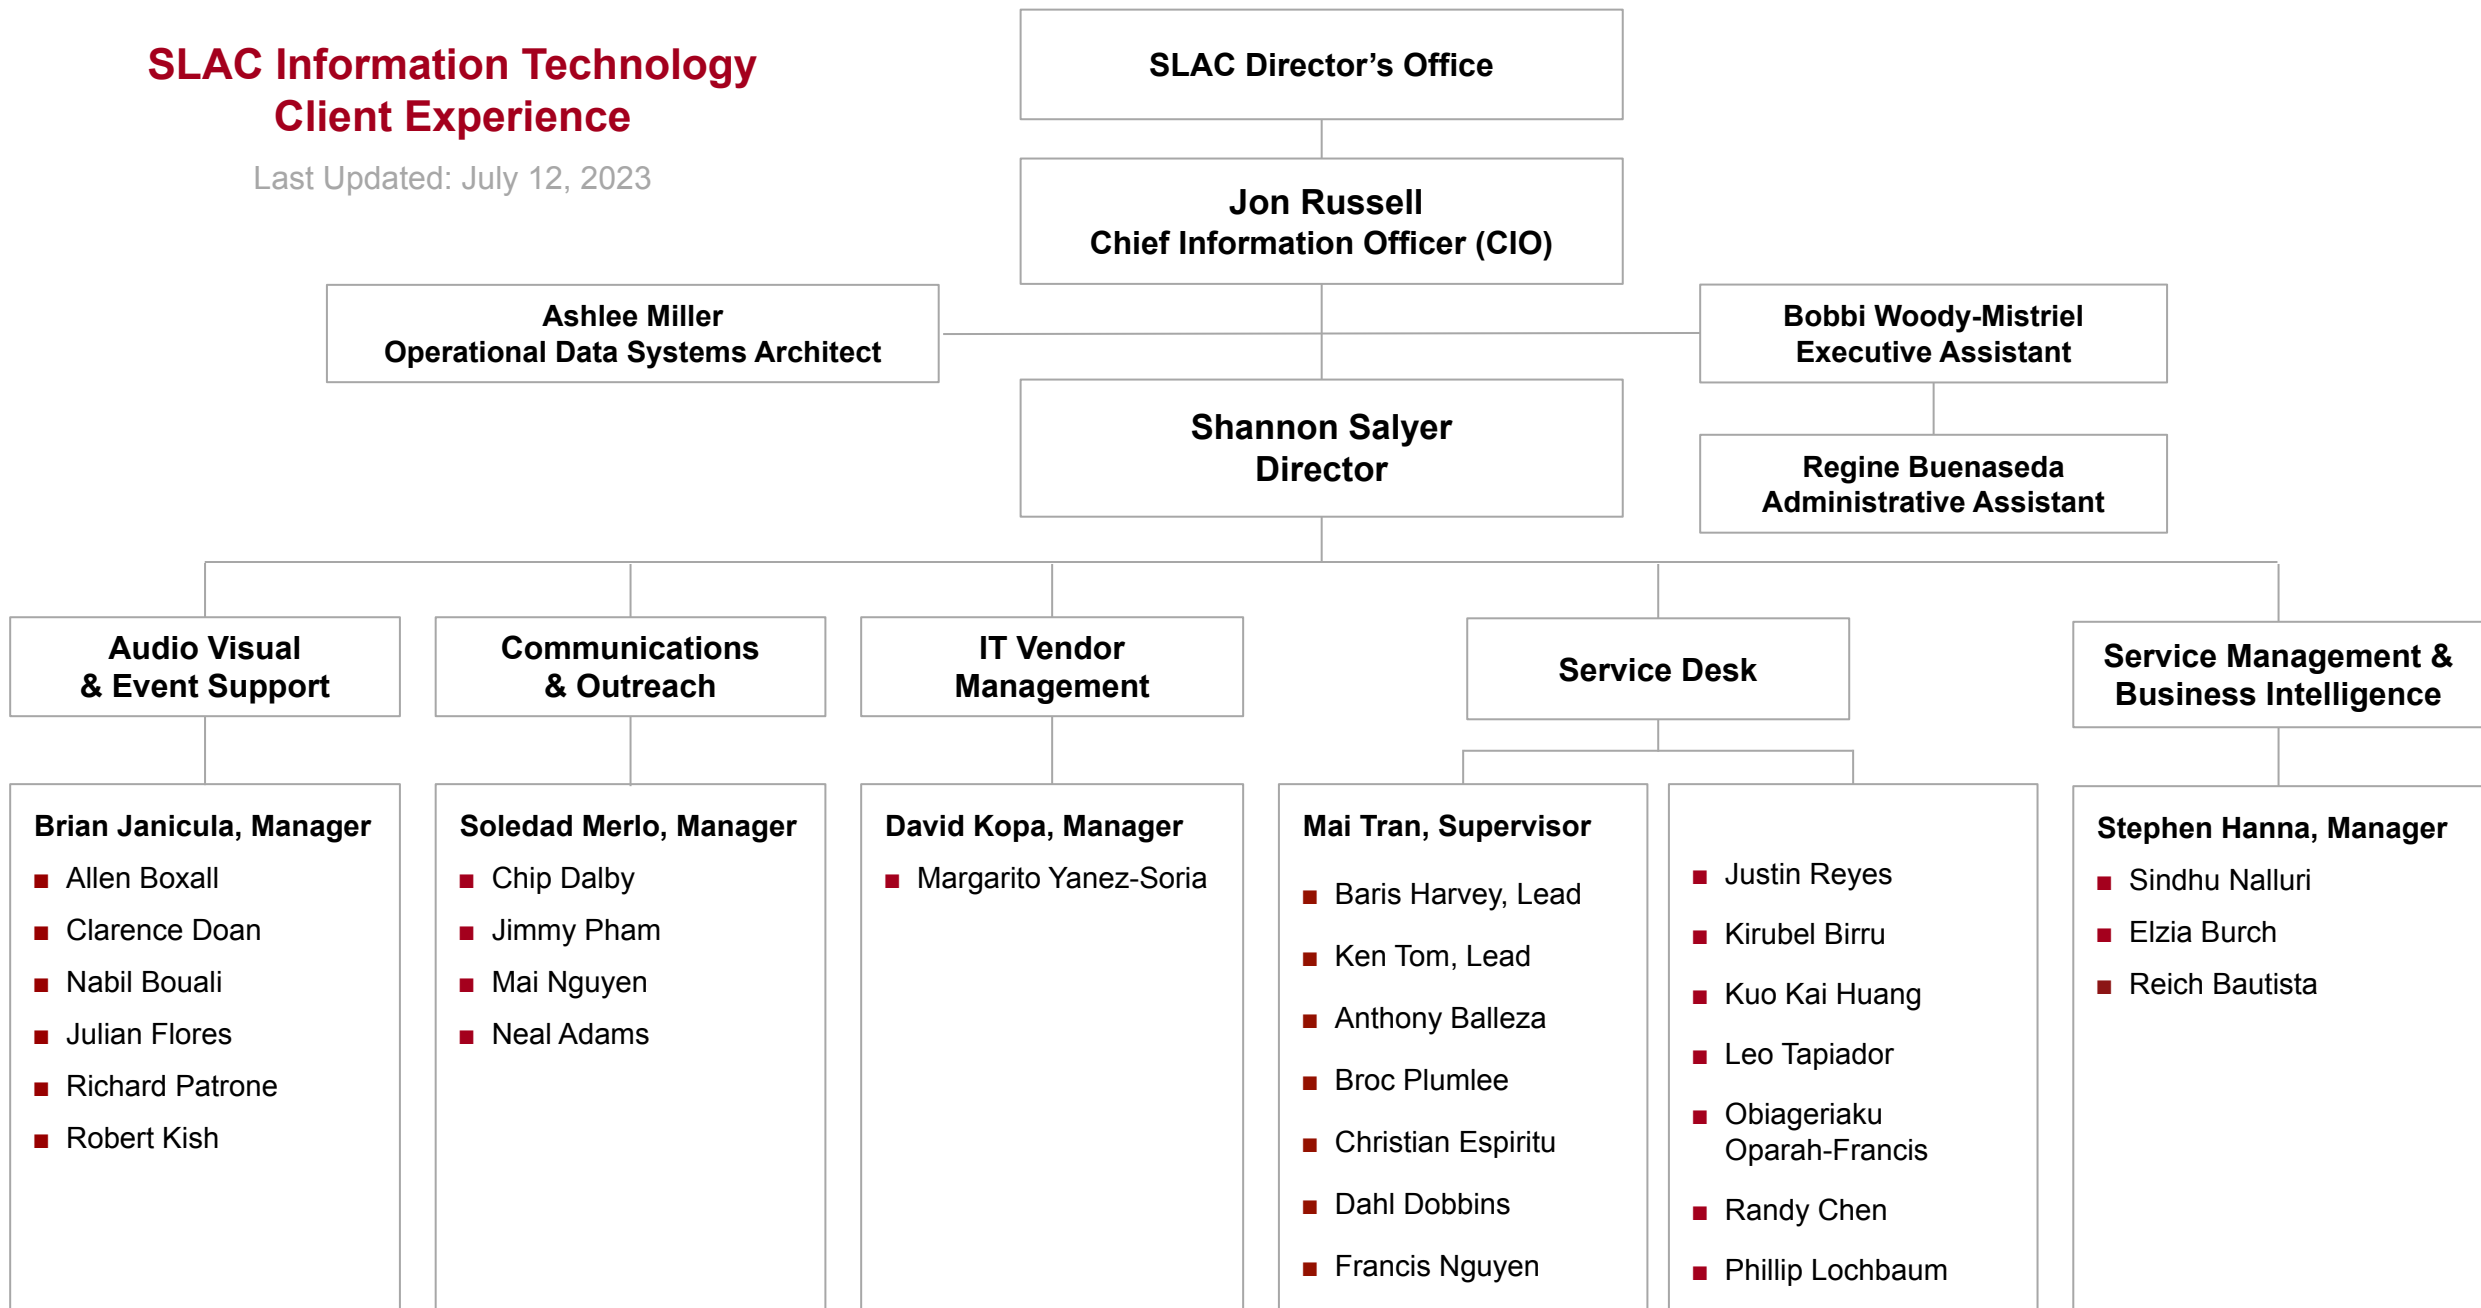 SLAC Information Technology
Client Experience
Last Updated: July 12, 2023
SLAC Director’s Office
Jon Russell
Chief Information Officer (CIO)
Ashlee Miller
Operational Data Systems Architect
Bobbi Woody-Mistriel
Executive Assistant
Shannon Salyer
Director
Regine Buenaseda
Administrative Assistant
Audio Visual
& Event Support
Communications
& Outreach
IT Vendor
Management
Service Desk
Service Management &
Business Intelligence
Brian Janicula, Manager
■ Allen Boxall
■ Clarence Doan
■ Nabil Bouali
■ Julian Flores
■ Richard Patrone
■ Robert Kish
Soledad Merlo, Manager
■ Chip Dalby
■ Jimmy Pham
■ Mai Nguyen
■ Neal Adams
David Kopa, Manager
■ Margarito Yanez-Soria
Mai Tran, Supervisor
■ Baris Harvey, Lead
■ Ken Tom, Lead
■ Anthony Balleza
■ Broc Plumlee
■ Christian Espiritu
■ Dahl Dobbins
■ Francis Nguyen
■ Justin Reyes
■ Kirubel Birru
■ Kuo Kai Huang
■ Leo Tapiador
■ Obiageriaku
Oparah-Francis
■ Randy Chen
■ Phillip Lochbaum
Stephen Hanna, Manager
■ Sindhu Nalluri
■ Elzia Burch
■ Reich Bautista